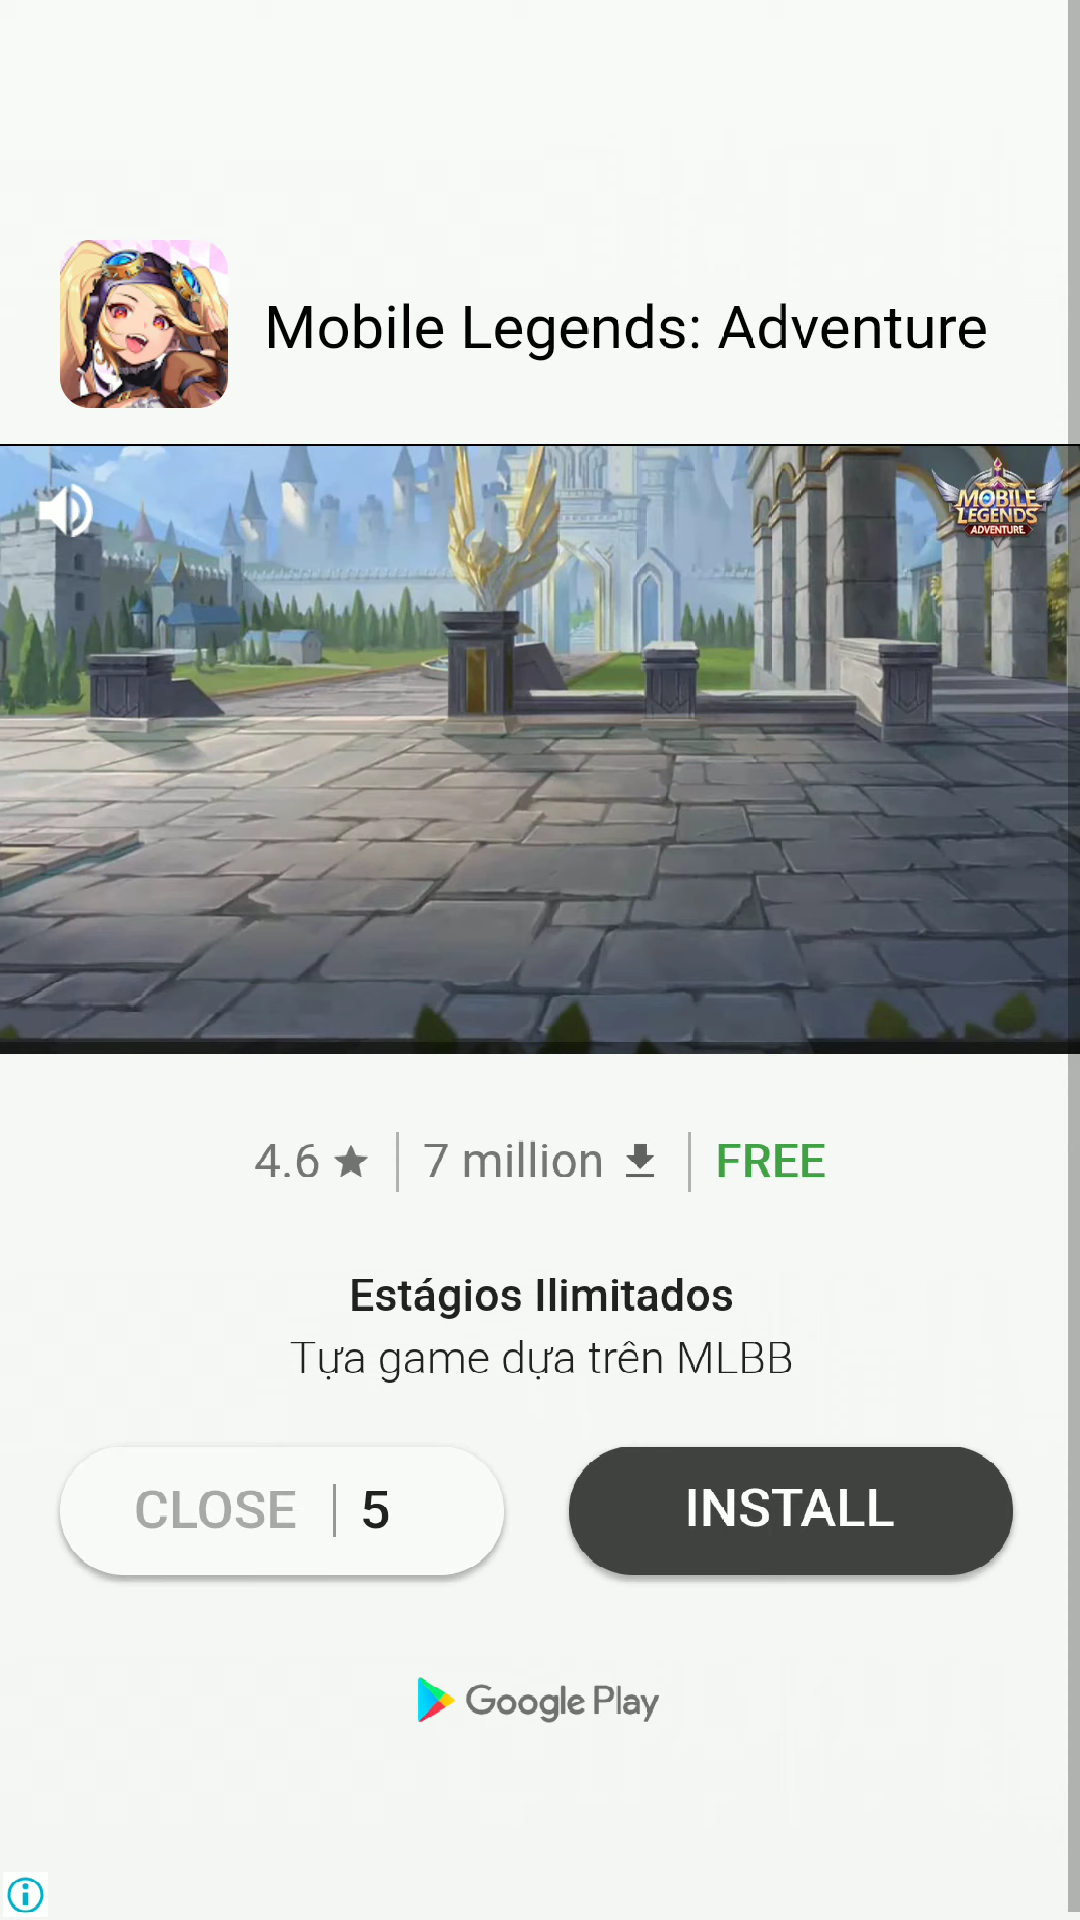 Mobile Legends: Adventure
MOBILE
LEGENDS
ADVENTURE
4.6 | 7 million | FREE
Estágios Ilimitados
Tựa game dựa trên MLBB
CLOSE | 5
INSTALL
Google Play